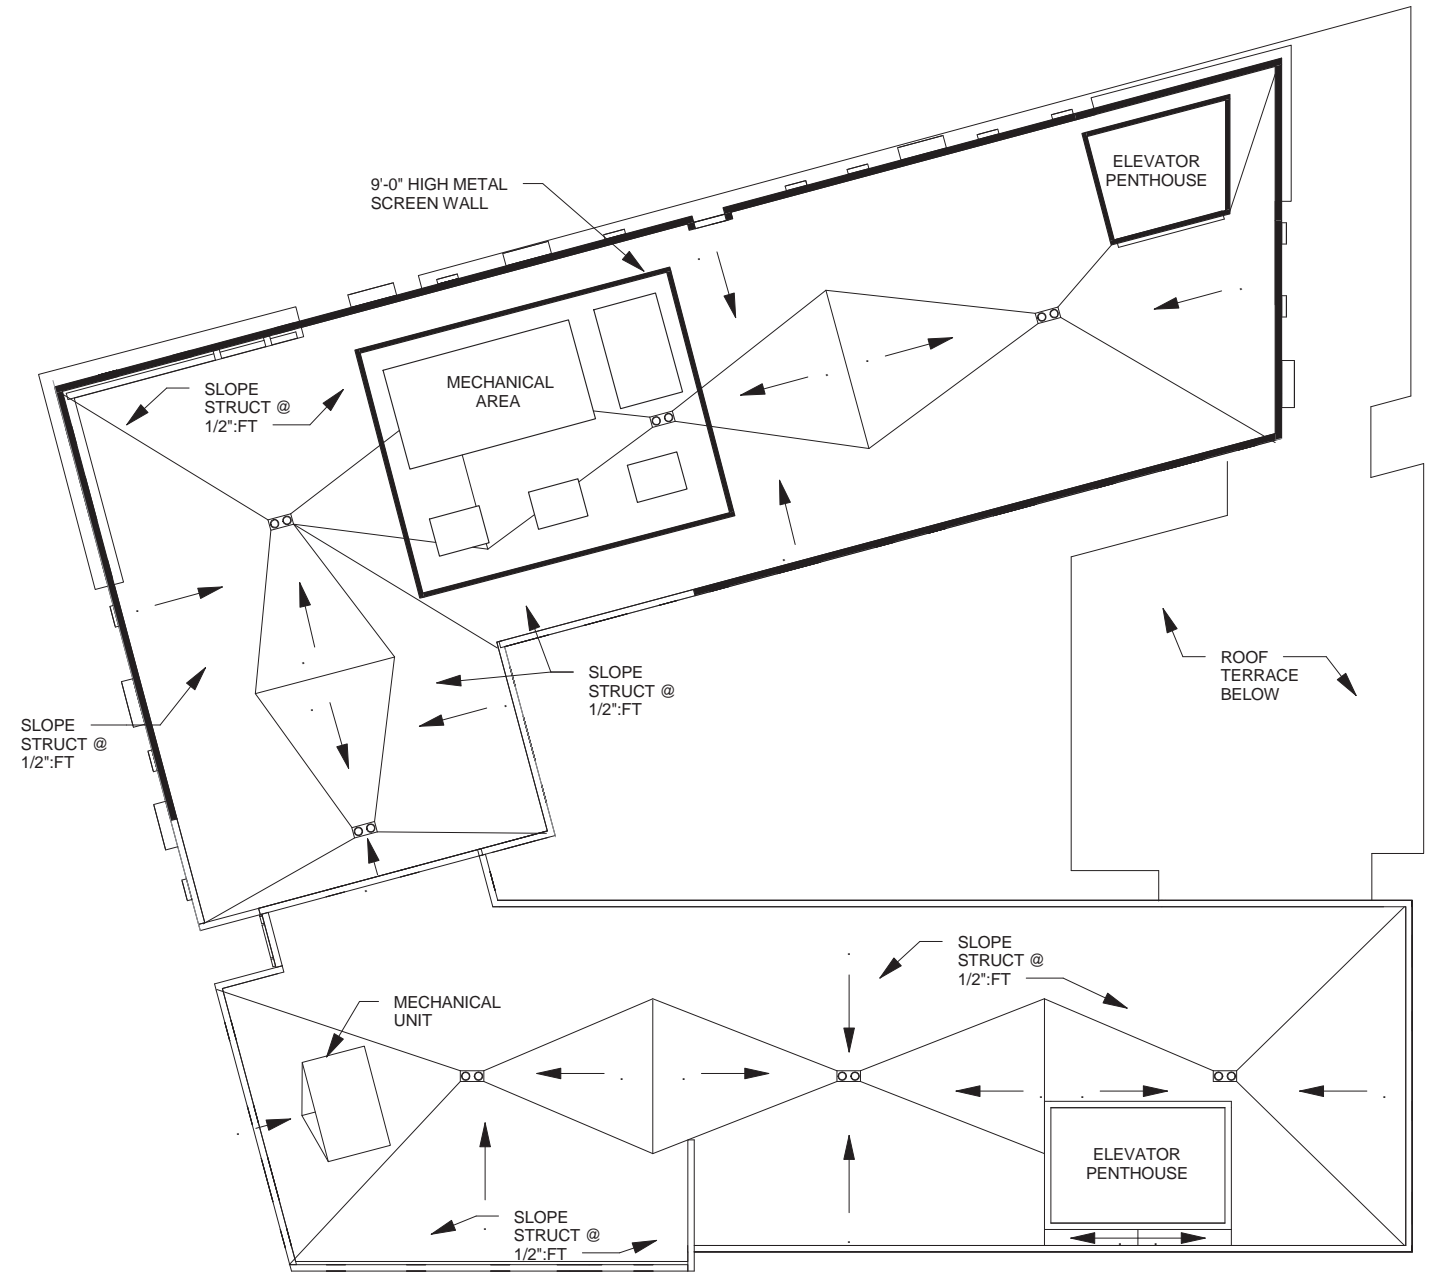 ELEVATOR
PENTHOUSE
9'-0" HIGH METAL
SCREEN WALL
SLOPE
STRUCT @
1/2":FT
MECHANICAL
AREA
SLOPE
STRUCT @
1/2":FT
ROOF
TERRACE
BELOW
SLOPE
STRUCT @
1/2":FT
SLOPE
STRUCT @
1/2":FT
MECHANICAL
UNIT
ELEVATOR
PENTHOUSE
SLOPE
STRUCT @
1/2":FT